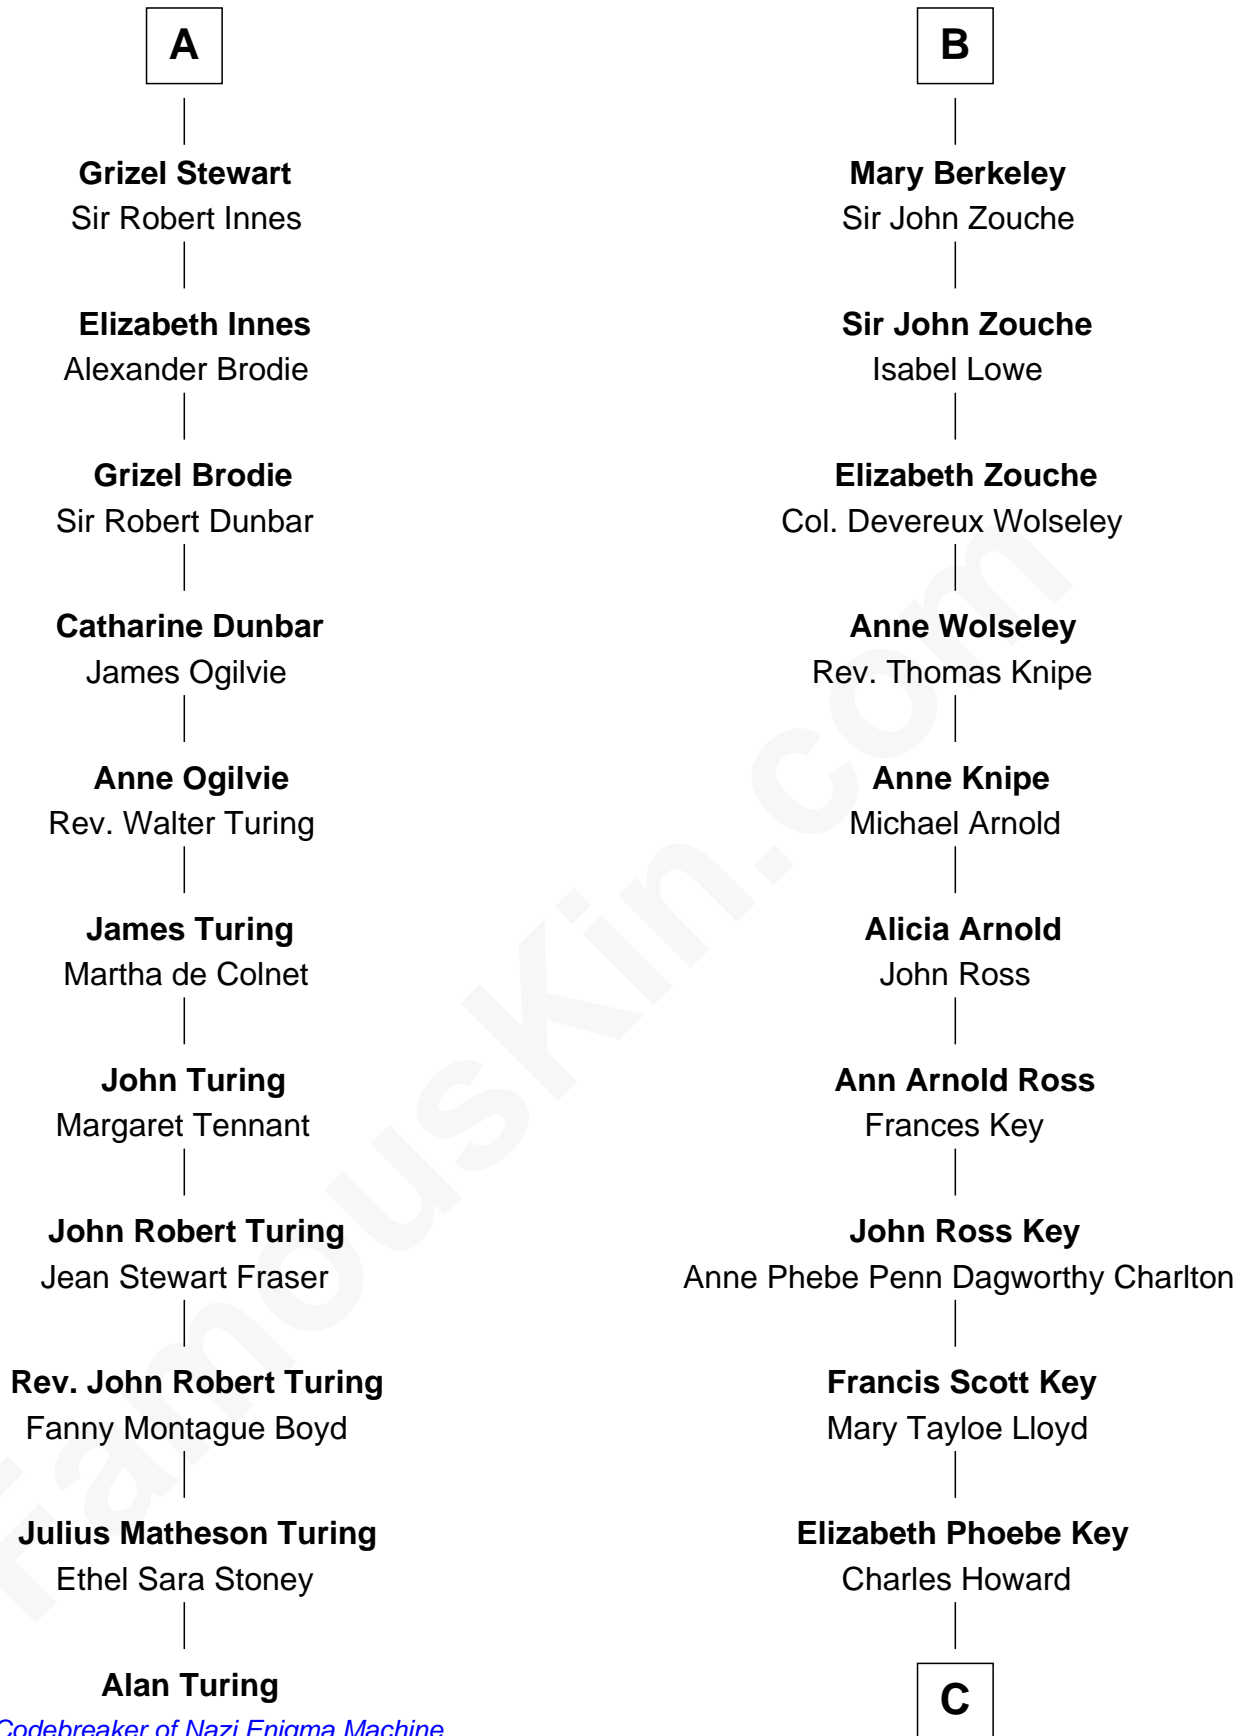 A
Grizel Stewart
Sir Robert Innes
Elizabeth Innes
Alexander Brodie
Grizel Brodie
Sir Robert Dunbar
Catharine Dunbar
James Ogilvie
Anne Ogilvie
Rev. Walter Turing
James Turing
Martha de Colnet
John Turing
Margaret Tennant
John Robert Turing
Jean Stewart Fraser
Rev. John Robert Turing
Fanny Montague Boyd
Julius Matheson Turing
Ethel Sara Stoney
Alan Turing
Codebreaker of Nazi Enigma Machine
B
Mary Berkeley
Sir John Zouche
Sir John Zouche
Isabel Lowe
Elizabeth Zouche
Col. Devereux Wolseley
Anne Wolseley
Rev. Thomas Knipe
Anne Knipe
Michael Arnold
Alicia Arnold
John Ross
Ann Arnold Ross
Frances Key
John Ross Key
Anne Phebe Penn Dagworthy Charlton
Francis Scott Key
Mary Tayloe Lloyd
Elizabeth Phoebe Key
Charles Howard
C
FamousKin.com